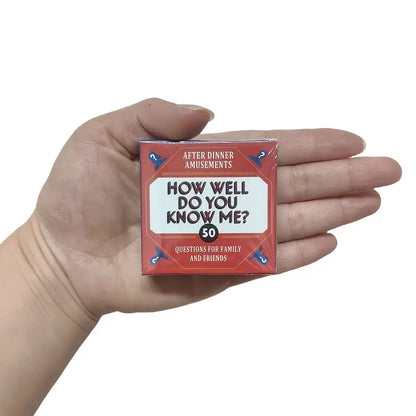 AFTER DINNER
AMUSEMENTS
?
?
HOW WELL
DO YOU
KNOW ME?
50
QUESTIONS FOR FAMILY
AND FRIENDS
?
?